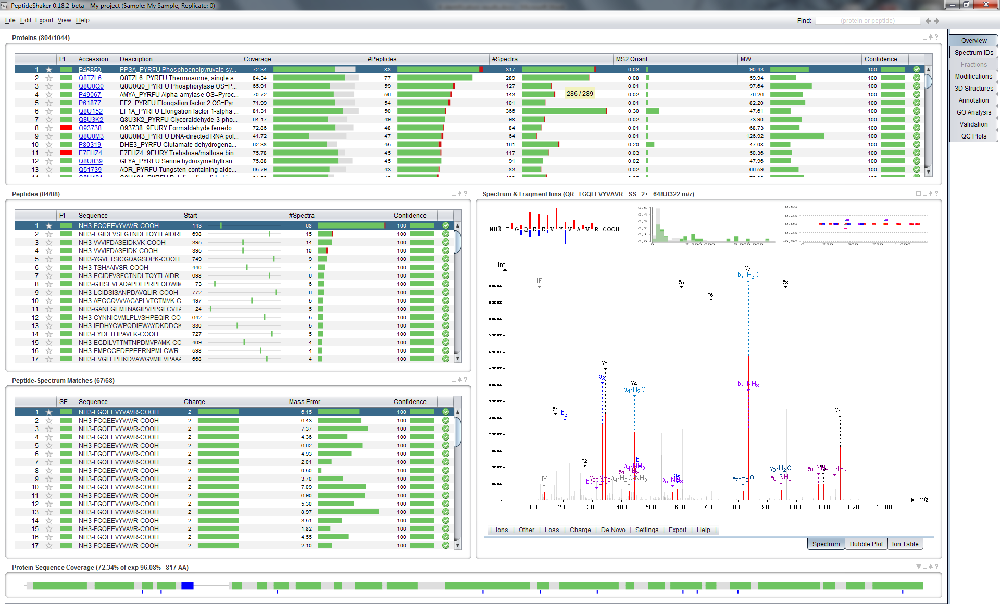 PeptideShaker 0.18.2-beta - My project (Sample: My Sample, Replicate: 0)
File Edit Export View Help
Find: (protein or peptide)
Proteins (804/1044)
PI Accession Description Coverage #Peptides #Spectra MS2 Quant. MW Confidence
1 P42850 PPSA_PYRFU Phosphoenolpyruvate sy... 72.34 88 317 0.03 90.43 100
2 Q8TZL6 Q8TZL6_PYRFU Thermosome, single s... 84.34 77 289 0.08 59.94 100
3 Q8U0Q0 Q8U0Q0_PYRFU Phosphorylase OS=P... 65.91 59 127 0.01 97.64 100
4 P49067 AMYA_PYRFU Alpha-amylase OS=Pyroc... 70.72 56 143 0.02 76.26 100
286 / 289
5 P61877 EF2_PYRFU Elongation factor 2 OS=Pyr... 71.99 54 101 0.01 82.20 100
6 Q8U152 EF1A_PYRFU Elongation factor 1-alpha ... 81.31 50 366 0.30 47.61 100
7 Q8U3K2 Q8U3K2_PYRFU Glyceraldehyde-3-pho... 64.17 49 98 0.02 73.90 100
8 O93738 O93738_9EURY Formaldehyde ferredo... 72.86 48 84 0.01 68.73 100
9 Q8U0M3 Q8U0M3_PYRFU DNA-directed RNA pol... 41.72 47 64 0.01 126.92 100
10 P80319 DHE3_PYRFU Glutamate dehydrogena... 62.38 45 161 0.20 47.08 100
11 E7FHZ4 E7FHZ4_9EURY Trehalose/maltose bin... 75.78 45 117 0.03 50.36 100
12 Q8U039 GLYA_PYRFU Serine hydroxymethyltran... 75.88 45 91 0.02 47.96 100
13 Q51739 AOR_PYRFU Tungsten-containing alde... 65.79 43 83 0.02 66.59 100
Overview
Spectrum IDs
Fractions
Modifications
3D Structures
Annotation
GO Analysis
Validation
QC Plots
Peptides (84/88)
PI Sequence Start #Spectra Confidence
1 NH3-FGQEEVYVAVR-COOH 143 68 100
2 NH3-EGIDFVSFGTNDLTQYTLAIDRD 698 15 100
3 NH3-VVVIFDASEIDKVK-COOH 395 14 100
4 NH3-VVVIFDASEIDK-COOH 395 10 100
5 NH3-YGVETSICGQAGSDPK-COOH 749 9 100
6 NH3-TSHAAIVSR-COOH 440 7 100
7 NH3-EGIDFVSFGTNDLTQYTLAIDR- 698 6 100
8 NH3-GTISEVLAQAPDEPRPLQDWIM 73 6 100
9 NH3-LGIDSISANPDAVQLIR-COOH 772 6 100
10 NH3-AEGGQVVVAGAPLVTGTMVK-C 497 5 100
11 NH3-GANLGEMTNAGIPVPPGFCVTA 24 5 100
12 NH3-GYNNIGVMLPLVSHPEQIR-CO 642 5 100
13 NH3-IEDHYGWPQDIEWAYDKDDGK 330 5 100
14 NH3-LYDETHPAVLK-COOH 727 5 100
15 NH3-EGDILVTTMTNPDMVPAMK-CO 409 4 100
16 NH3-EMPGGEDEPEERNPMLGWR- 598 4 100
17 NH3-EVGLEPHKDVAWGVMIEVPAAA 668 4 100
Peptide-Spectrum Matches (67/68)
SE Sequence Charge Mass Error Confidence
1 NH3-FGQEEVYVAVR-COOH 2 6.15 100
2 NH3-FGQEEVYVAVR-COOH 2 6.43 100
3 NH3-FGQEEVYVAVR-COOH 2 7.37 100
4 NH3-FGQEEVYVAVR-COOH 2 4.36 100
5 NH3-FGQEEVYVAVR-COOH 2 6.62 100
6 NH3-FGQEEVYVAVR-COOH 2 4.93 100
7 NH3-FGQEEVYVAVR-COOH 2 2.01 100
8 NH3-FGQEEVYVAVR-COOH 2 0.50 100
9 NH3-FGQEEVYVAVR-COOH 2 3.70 100
10 NH3-FGQEEVYVAVR-COOH 2 7.09 100
11 NH3-FGQEEVYVAVR-COOH 2 6.90 100
12 NH3-FGQEEVYVAVR-COOH 2 5.30 100
13 NH3-FGQEEVYVAVR-COOH 2 8.97 100
14 NH3-FGQEEVYVAVR-COOH 2 3.51 100
15 NH3-FGQEEVYVAVR-COOH 2 1.82 100
16 NH3-FGQEEVYVAVR-COOH 2 4.55 100
17 NH3-FGQEEVYVAVR-COOH 2 2.10 100
Spectrum & Fragment Ions (QR - FGQEEVYVAVR - SS 2+ 648.8322 m/z)
NH3-F G Q E E V Y V A V R-COOH
0,5
0,4
0,3
0,2
0,1
0,0
0 2 500 000 5 000 000
0,50
0,25
0,00
-0,25
-0,50
0 250 500 750 1 000
Int
6 500 000
6 000 000
5 500 000
5 000 000
4 500 000
4 000 000
3 500 000
3 000 000
2 500 000
2 000 000
1 500 000
1 000 000
500 000
0
iF
y7
b7-H2O
y5
y8
y6
y3
b3
y4
b4-H2O
b7-NH3
y1
b2
y10
y2
b4
b4-NH3
y4-NH3
iY
y3-NH3
b3-NH3
b4-H2O-NH3
b5
b5-NH3
y7-H2O
y8-H2O
y8-NH3
y9-NH3
y9
y10-NH3
0 100 200 300 400 500 600 700 800 900 1 000 1 100 1 200 1 300 m/z
Ions | Other | Loss | Charge | De Novo | Settings | Export | Help
Spectrum Bubble Plot Ion Table
Protein Sequence Coverage (72.34% of exp 96.08% 817 AA)